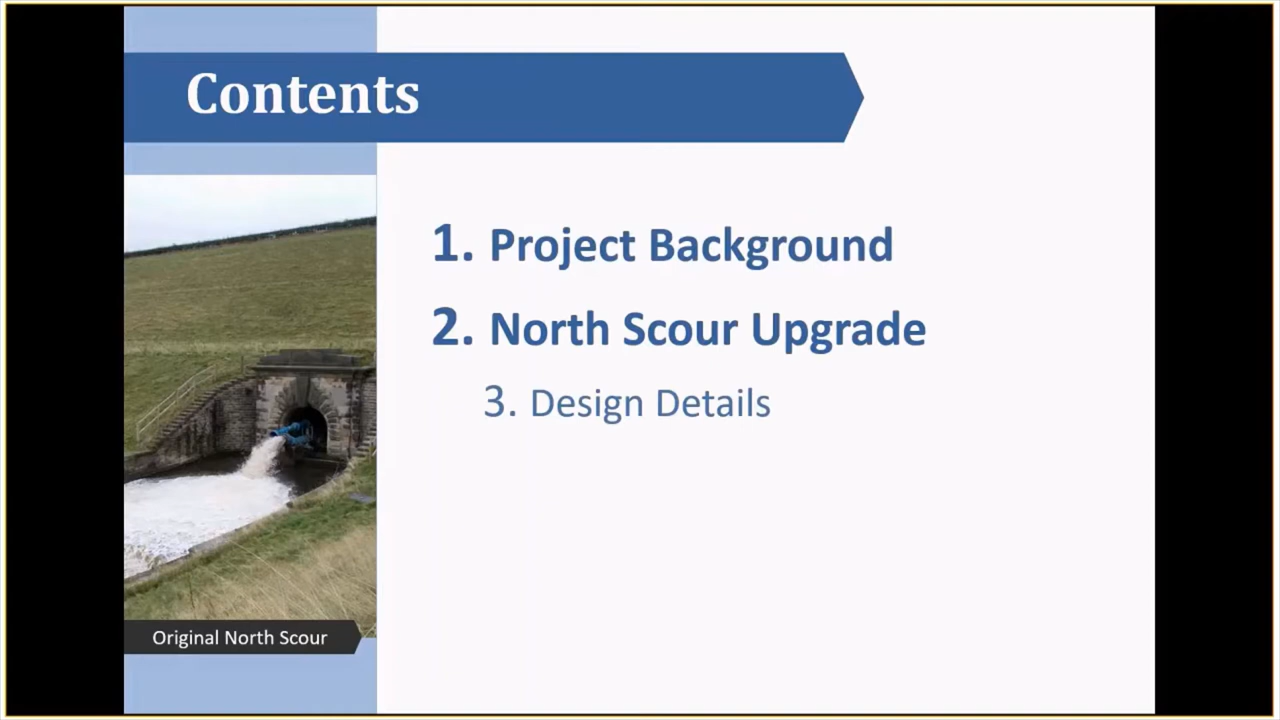 Contents
1. Project Background
2. North Scour Upgrade
3. Design Details
Original North Scour